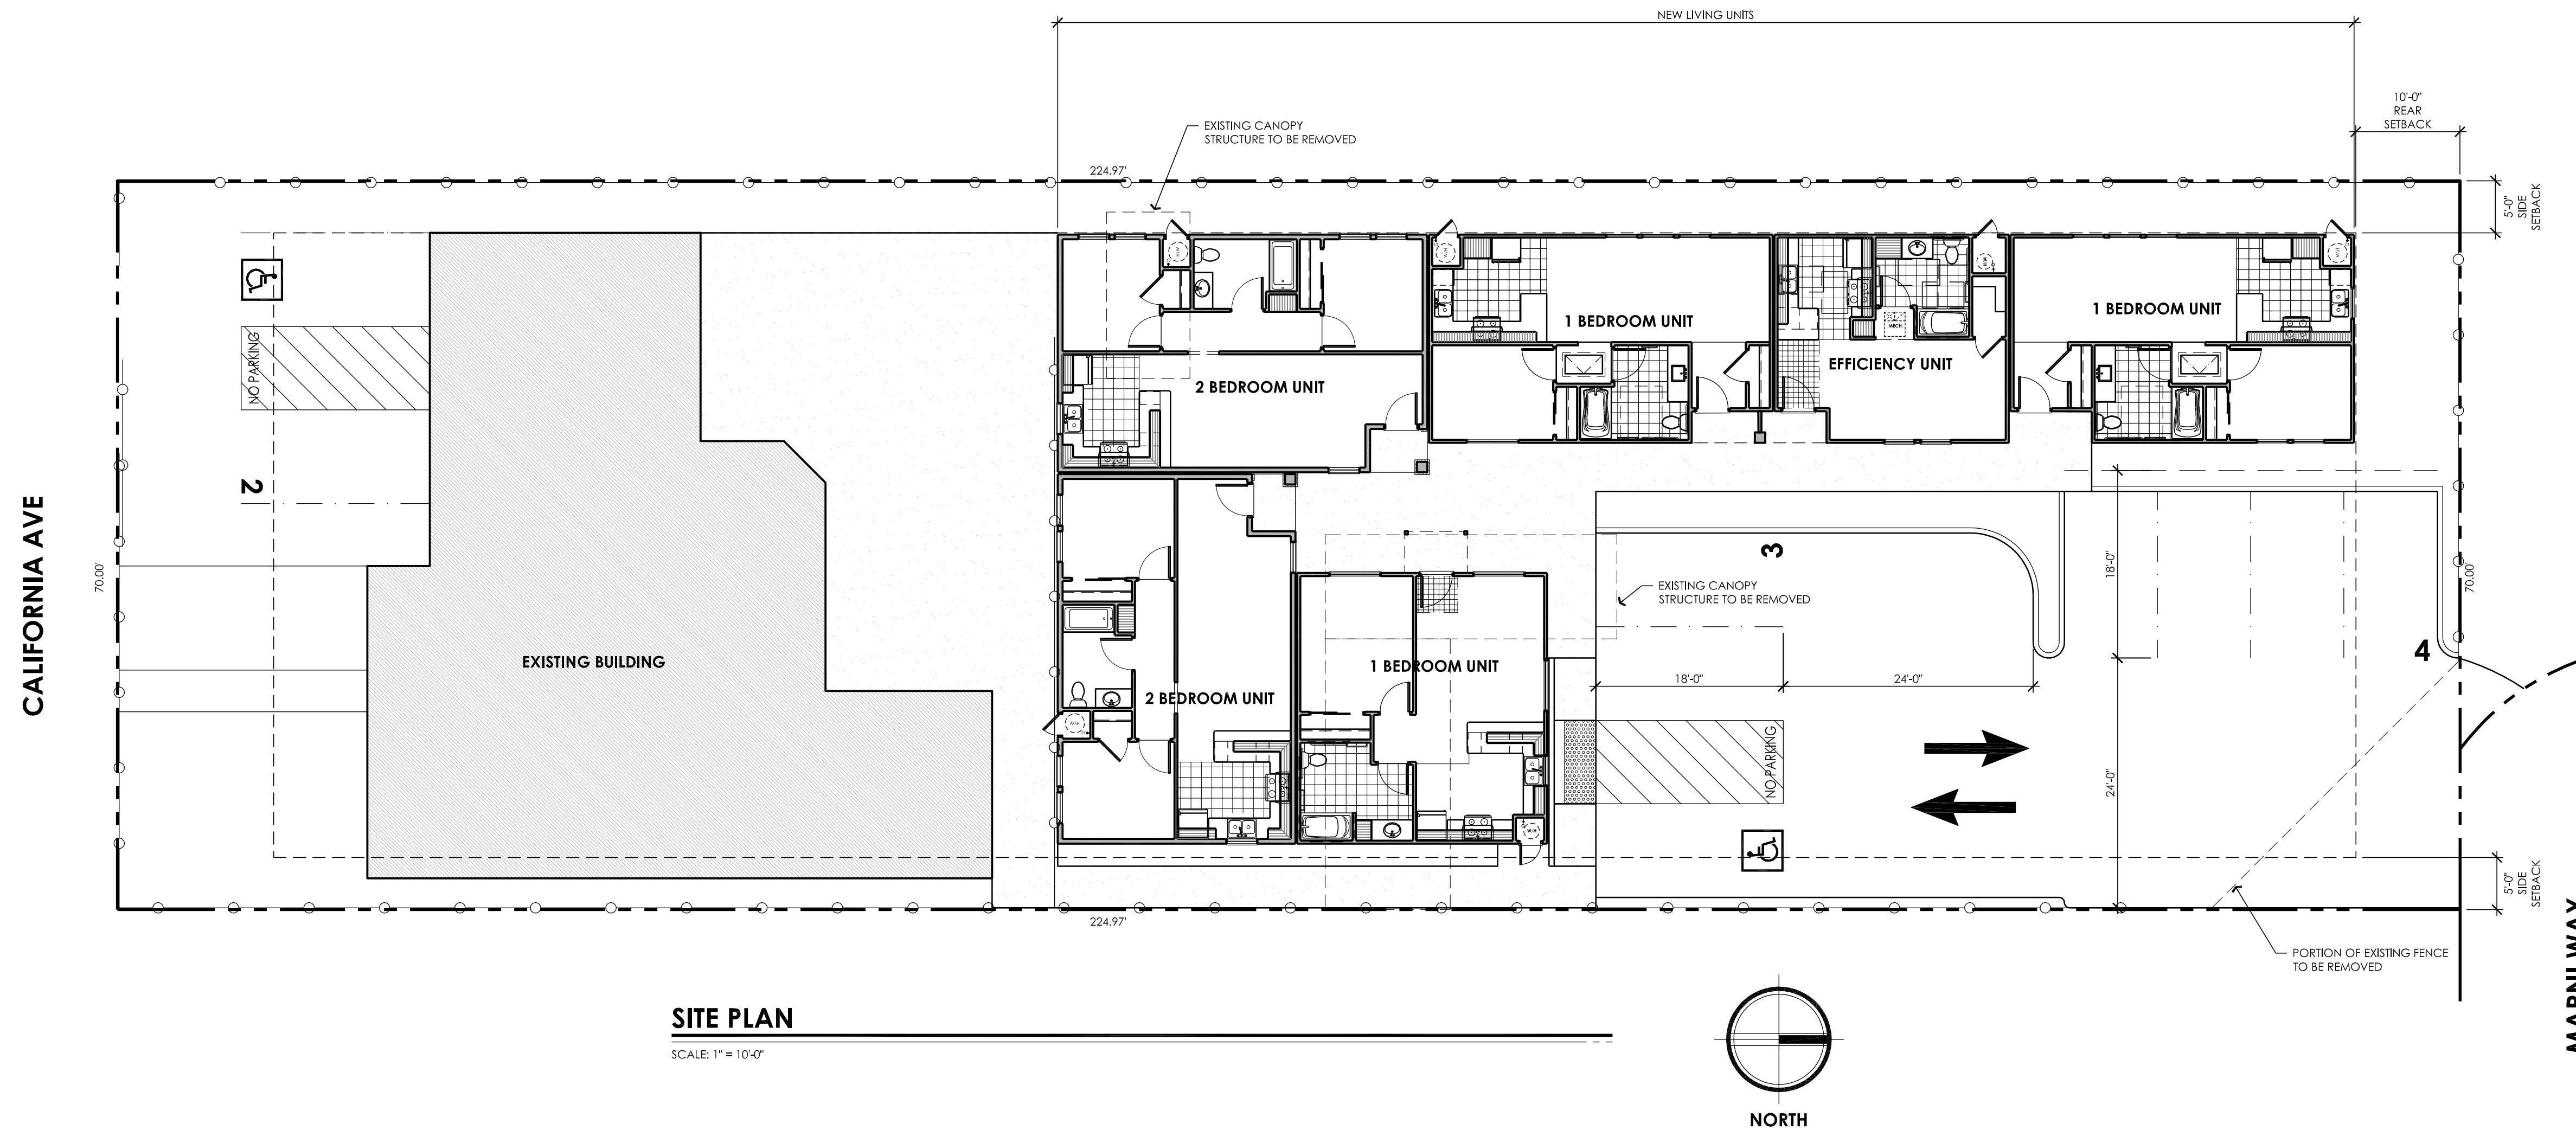 NEW LIVING UNITS
10'-0"
REAR
SETBACK
EXISTING CANOPY
STRUCTURE TO BE REMOVED
224.97'
5'-0"
SIDE
SETBACK
NO PARKING
2
CALIFORNIA AVE
70.00'
EXISTING BUILDING
2 BEDROOM UNIT
1 BEDROOM UNIT
EFFICIENCY UNIT
MECH.
1 BEDROOM UNIT
2 BEDROOM UNIT
1 BEDROOM UNIT
3
EXISTING CANOPY
STRUCTURE TO BE REMOVED
18'-0"
24'-0"
NO PARKING
18'-0"
24'-0"
70.00'
4
5'-0"
SIDE
SETBACK
224.97'
PORTION OF EXISTING FENCE
TO BE REMOVED
SITE PLAN
SCALE: 1" = 10'-0"
NORTH
MARNI WAY